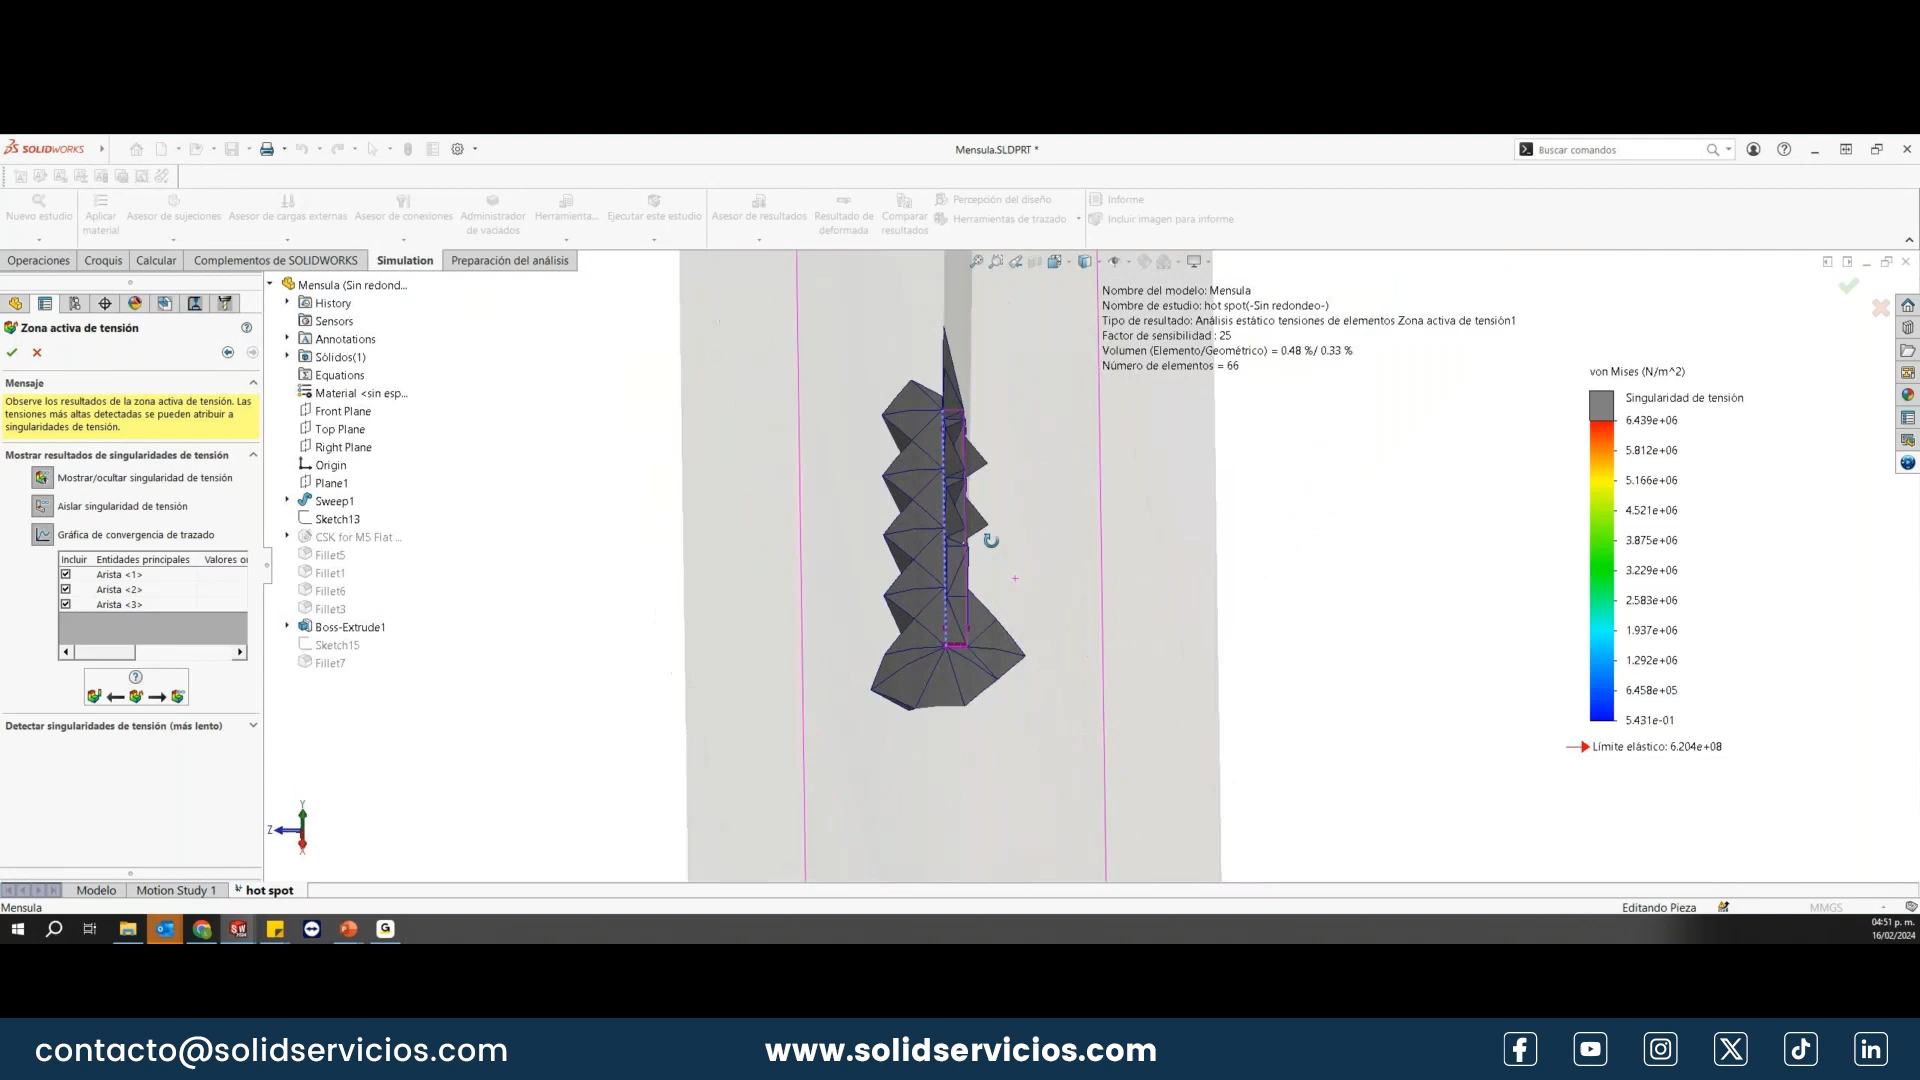 SOLIDWORKS
Mensula.SLDPRT *
Buscar comandos
Nuevo estudio
Aplicar material
Asesor de sujeciones
Asesor de cargas externas
Asesor de conexiones
Administrador de vaciados
Herramienta...
Ejecutar este estudio
Asesor de resultados
Resultado de deformada
Comparar resultados
Percepción del diseño
Herramientas de trazado
Informe
Incluir imagen para informe
Operaciones
Croquis
Calcular
Complementos de SOLIDWORKS
Simulation
Preparación del análisis
Zona activa de tensión
Mensaje
Observe los resultados de la zona activa de tensión. Las
tensiones más altas detectadas se pueden atribuir a
singularidades de tensión.
Mostrar resultados de singularidades de tensión
Mostrar/ocultar singularidad de tensión
Aislar singularidad de tensión
Gráfica de convergencia de trazado
Incluir Entidades principales Valores
Arista <1>
Arista <2>
Arista <3>
Detectar singularidades de tensión (más lento)
Mensula (Sin redond...
History
Sensors
Annotations
Sólidos(1)
Equations
Material <sin esp...
Front Plane
Top Plane
Right Plane
Origin
Plane1
Sweep1
Sketch13
CSK for M5 Flat ...
Fillet5
Fillet1
Fillet6
Fillet3
Boss-Extrude1
Sketch15
Fillet7
Nombre del modelo: Mensula
Nombre de estudio: hot spot(-Sin redondeo-)
Tipo de resultado: Análisis estático tensiones de elementos Zona activa de tensión1
Factor de sensibilidad : 25
Volumen (Elemento/Geométrico) = 0.48 %/ 0.33 %
Número de elementos = 66
von Mises (N/m^2)
Singularidad de tensión
6.439e+06
5.812e+06
5.166e+06
4.521e+06
3.875e+06
3.229e+06
2.583e+06
1.937e+06
1.292e+06
6.458e+05
5.431e-01
Límite elástico: 6.204e+08
Y
Z
X
Modelo
Motion Study 1
hot spot
Mensula
Editando Pieza
MMGS
04:51 p. m.
16/02/2024
contacto@solidservicios.com
www.solidservicios.com